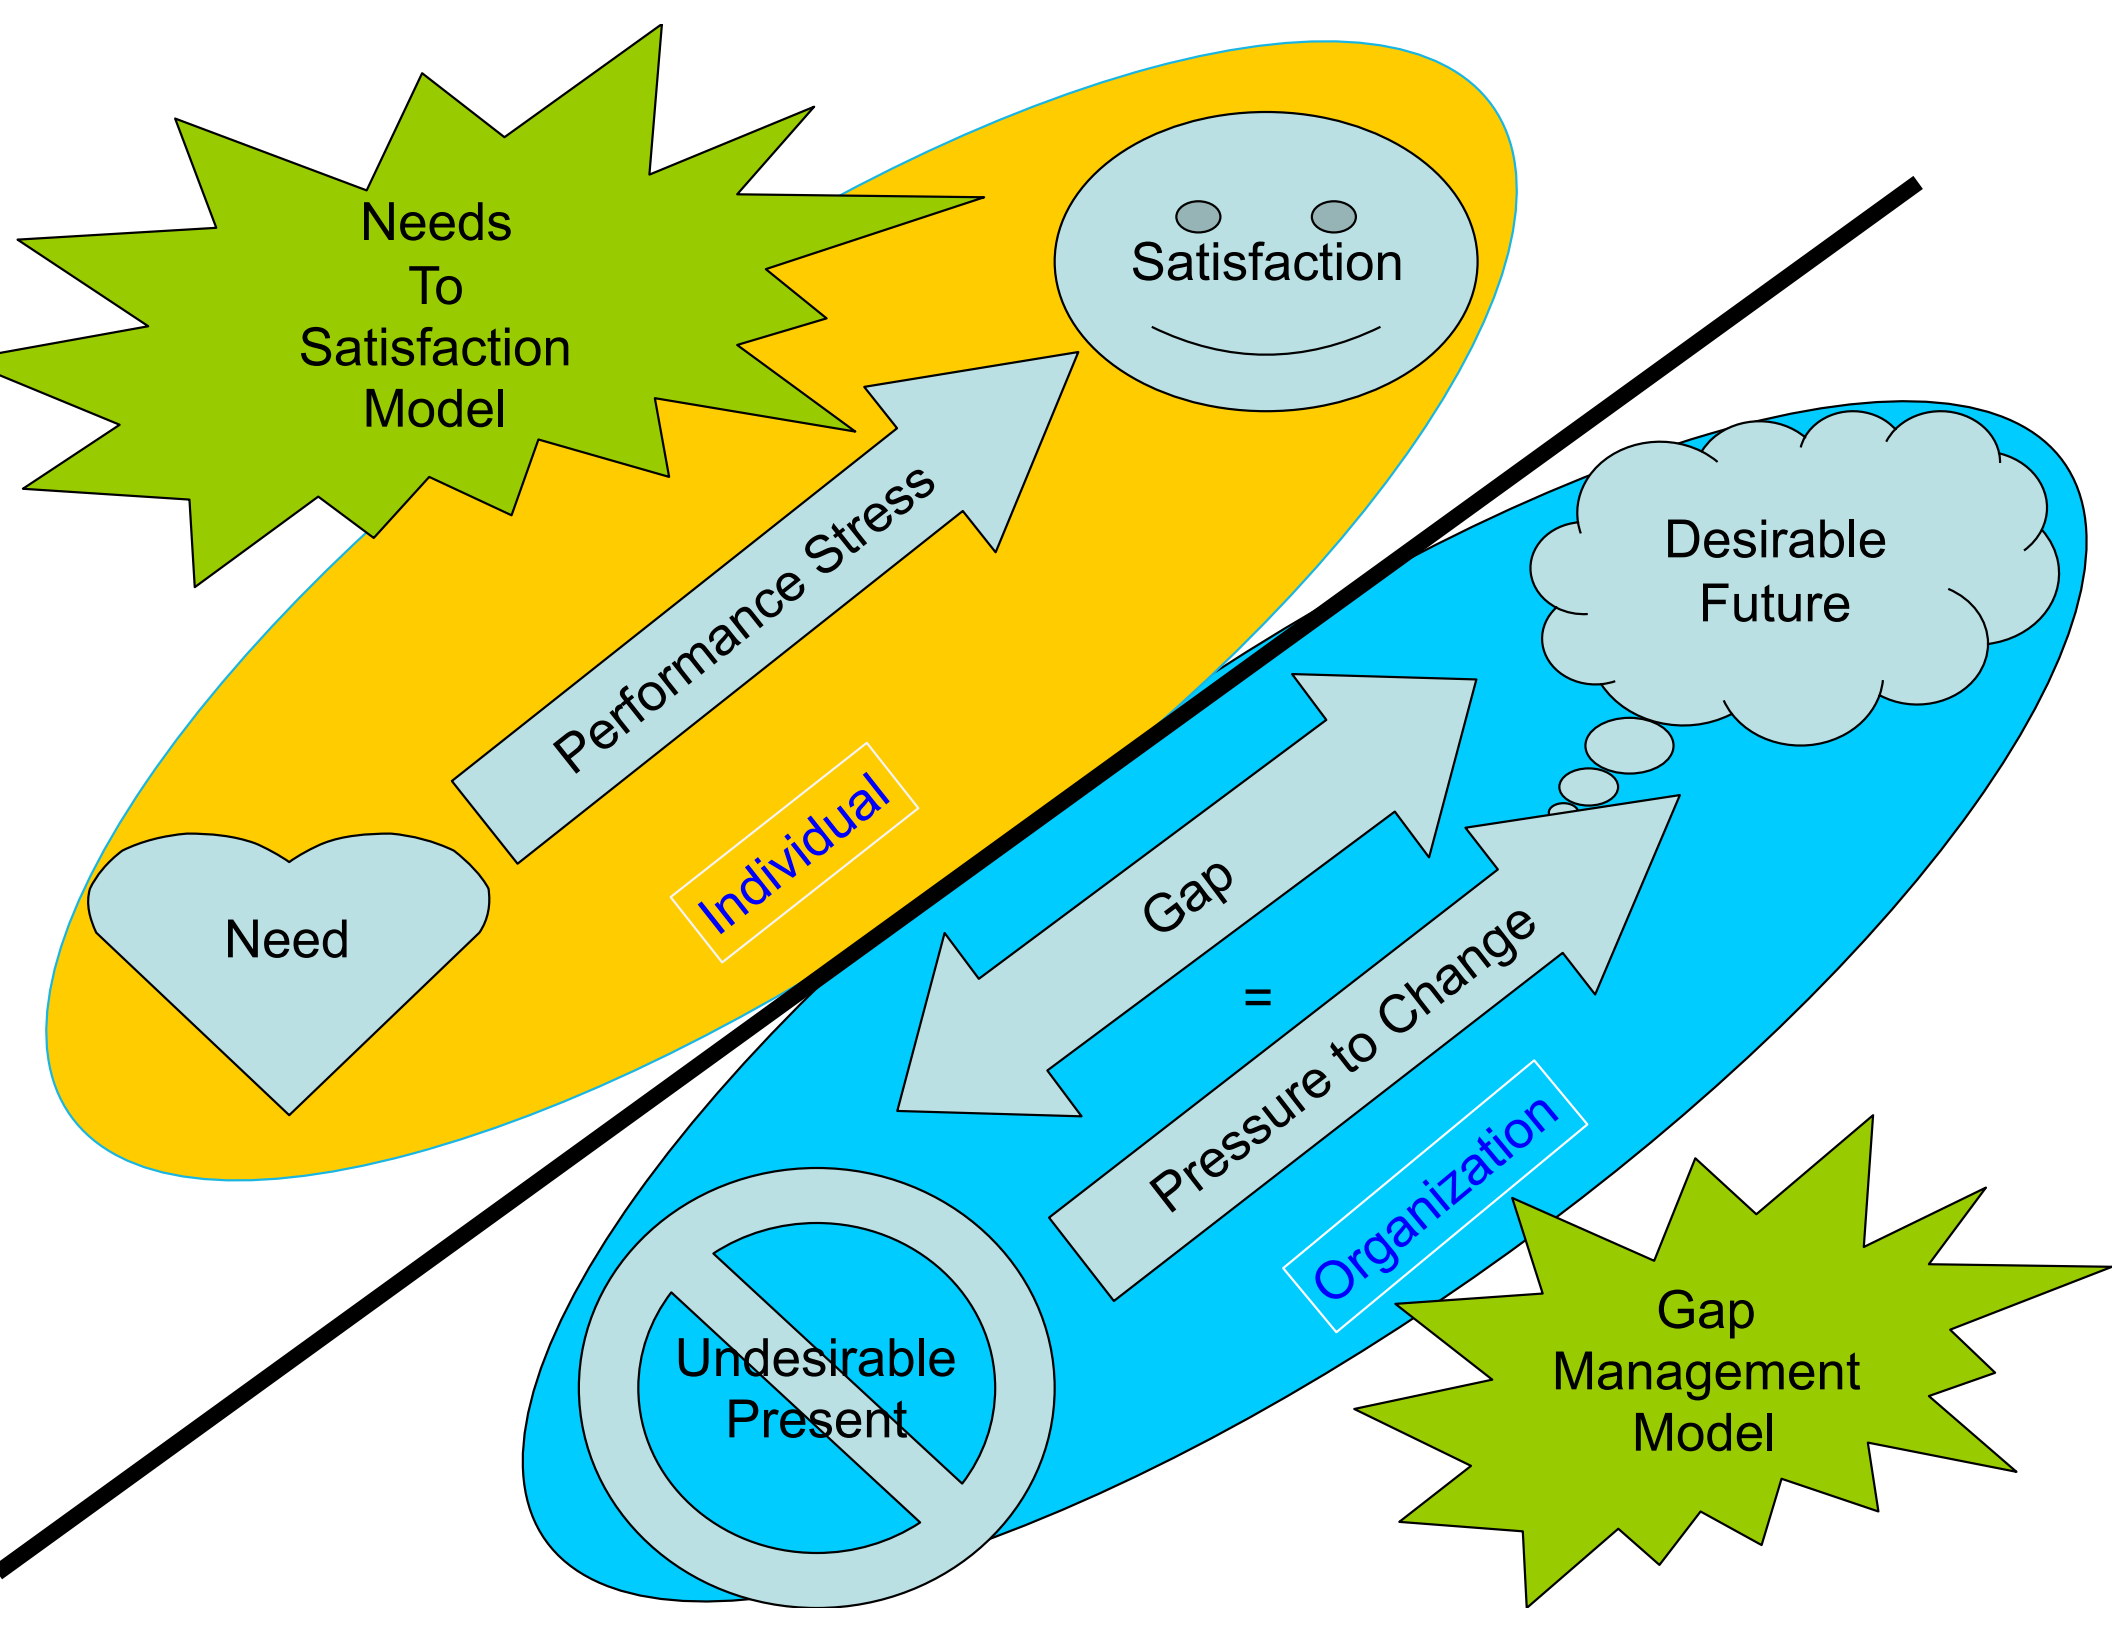 Needs
To
Satisfaction
Model
Satisfaction
Performance Stress
Need
Individual
Desirable
Future
Gap
=
Pressure to Change
Organization
Undesirable
Present
Gap
Management
Model